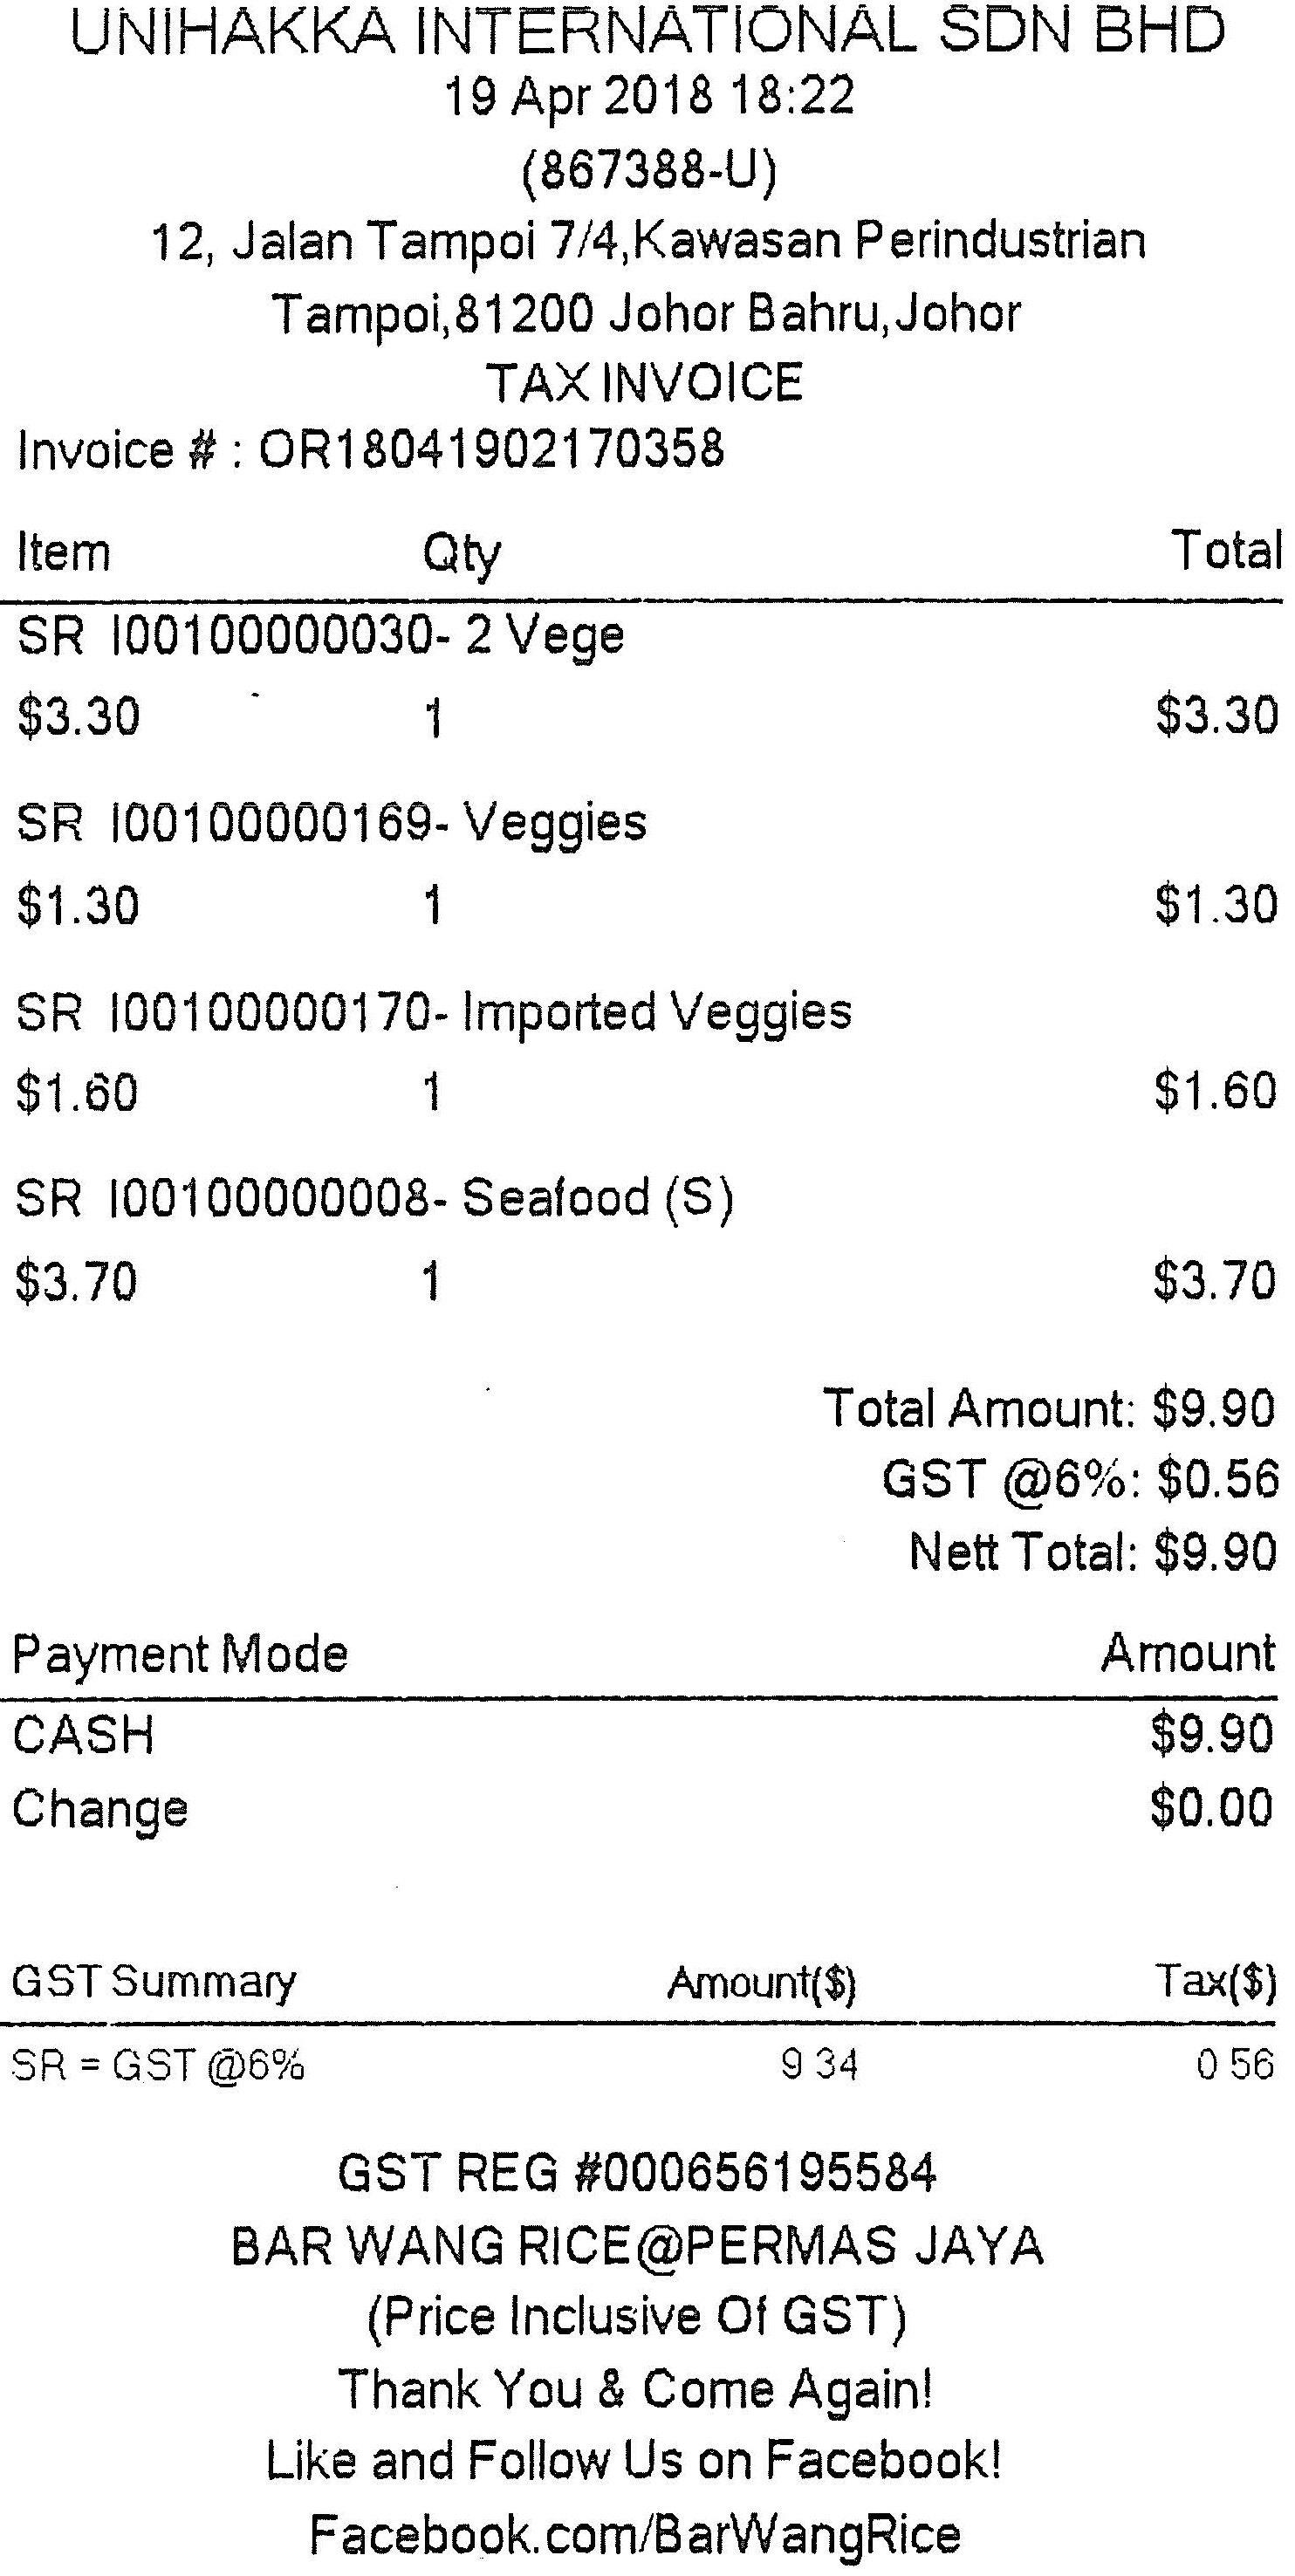 UNIHAKKA INTERNATIONAL SDN BHD
19 Apr 2018 18:22
(867388-U)
12, Jalan Tampoi 7/4,Kawasan Perindustrian
Tampoi,81200 Johor Bahru,Johor
TAX INVOICE
Invoice # : OR18041902170358
Item Qty Total
SR I00100000030- 2 Vege
$3.30 1 $3.30
SR I00100000169- Veggies
$1.30 1 $1.30
SR I00100000170- Imported Veggies
$1.60 1 $1.60
SR I00100000008- Seafood (S)
$3.70 1 $3.70
Total Amount: $9.90
GST @6%: $0.56
Nett Total: $9.90
Payment Mode Amount
CASH $9.90
Change $0.00
GST Summary Amount($) Tax($)
SR = GST @6% 9.34 0.56
GST REG #000656195584
BAR WANG RICE@PERMAS JAYA
(Price Inclusive Of GST)
Thank You & Come Again!
Like and Follow Us on Facebook!
Facebook.com/BarWangRice